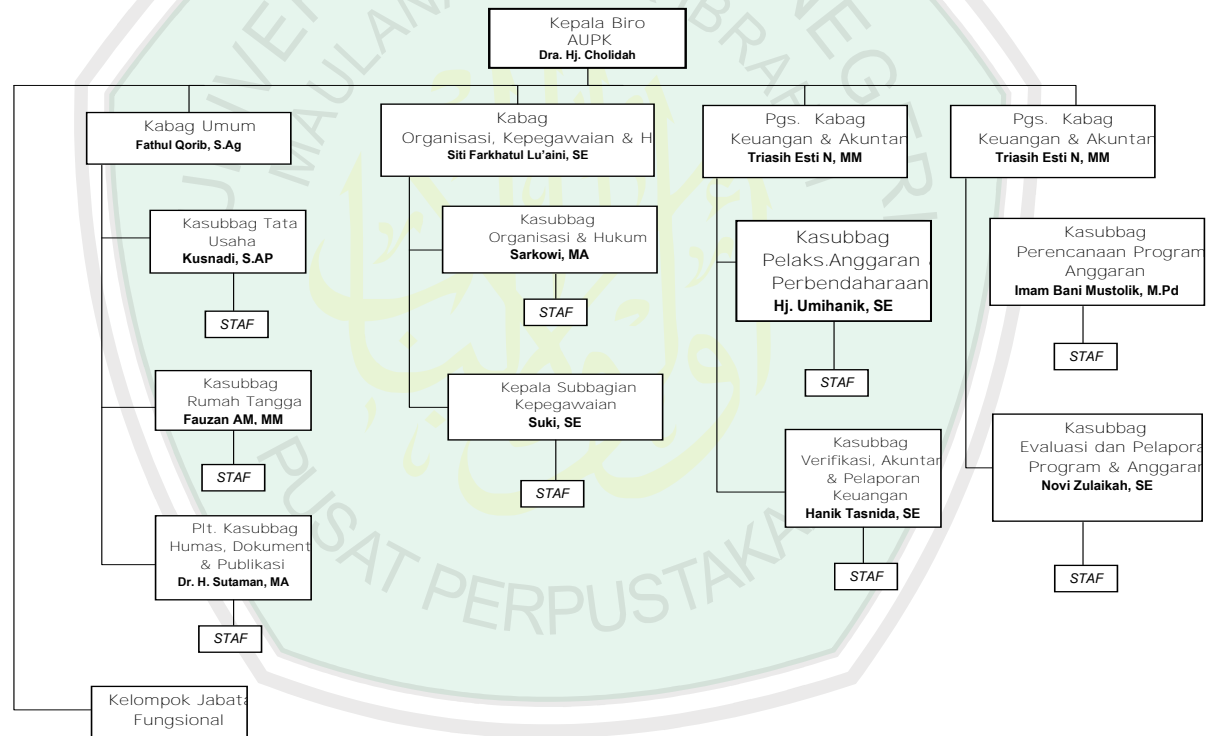 Kepala Biro
AUPK
Dra. Hj. Cholidah
Kabag Umum
Fathul Qorib, S.Ag
Kasubbag Tata
Usaha
Kusnadi, S.AP
STAF
Kasubbag
Rumah Tangga
Fauzan AM, MM
STAF
Plt. Kasubbag
Humas, Dokument
& Publikasi
Dr. H. Sutaman, MA
STAF
Kelompok Jabata
Fungsional
Kabag
Organisasi, Kepegawaian & H
Siti Farkhatul Lu'aini, SE
Kasubbag
Organisasi & Hukum
Sarkowi, MA
STAF
Kepala Subbagian
Kepegawaian
Suki, SE
STAF
Pgs. Kabag
Keuangan & Akuntan
Triasih Esti N, MM
Kasubbag
Pelaks.Anggaran
Perbendaharaan
Hj. Umihanik, SE
STAF
Kasubbag
Verifikasi, Akuntan
& Pelaporan
Keuangan
Hanik Tasnida, SE
STAF
Pgs. Kabag
Keuangan & Akuntan
Triasih Esti N, MM
Kasubbag
Perencanaan Program
Anggaran
Imam Bani Mustolik, M.Pd
STAF
Kasubbag
Evaluasi dan Pelapora
Program & Anggaran
Novi Zulaikah, SE
STAF
PUSAT PERPUSTAKA